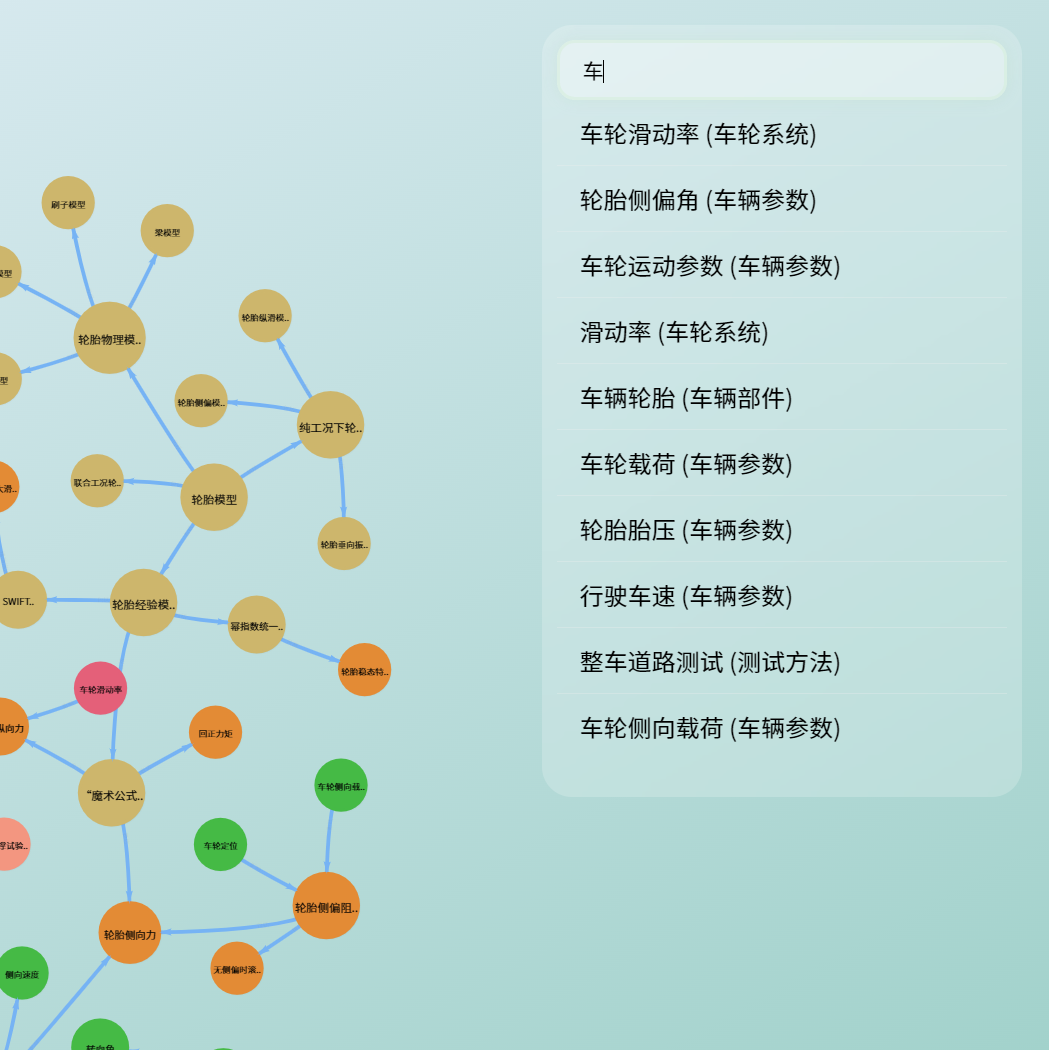 车
车轮滑动率 (车轮系统)
轮胎侧偏角 (车辆参数)
车轮运动参数 (车辆参数)
滑动率 (车轮系统)
车辆轮胎 (车辆部件)
车轮载荷 (车辆参数)
轮胎胎压 (车辆参数)
行驶车速 (车辆参数)
整车道路测试 (测试方法)
车轮侧向载荷 (车辆参数)
刷子模型
梁模型
模型
轮胎纵滑模..
轮胎物理模..
型
轮胎侧偏模..
纯工况下轮..
联合工况轮..
大滑..
轮胎模型
轮胎垂向振..
SWIFT..
轮胎经验模..
幂指数统一..
轮胎稳态特..
车轮滑动率
纵向力
回正力矩
“魔术公式..
车轮侧向载..
车轮定位
试验..
轮胎侧偏阻..
轮胎侧向力
无侧偏时滚..
侧向速度
转向角